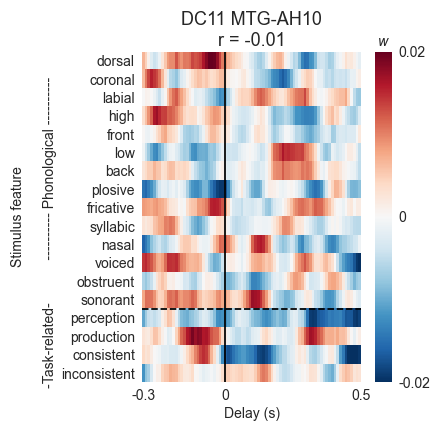 DC11 MTG-AH10
r = -0.01
w
Stimulus feature
---------- Phonological ----------
-Task-related-
dorsal
coronal
labial
high
front
low
back
plosive
fricative
syllabic
nasal
voiced
obstruent
sonorant
perception
production
consistent
inconsistent
0.02
0
-0.02
-0.3
0
0.5
Delay (s)